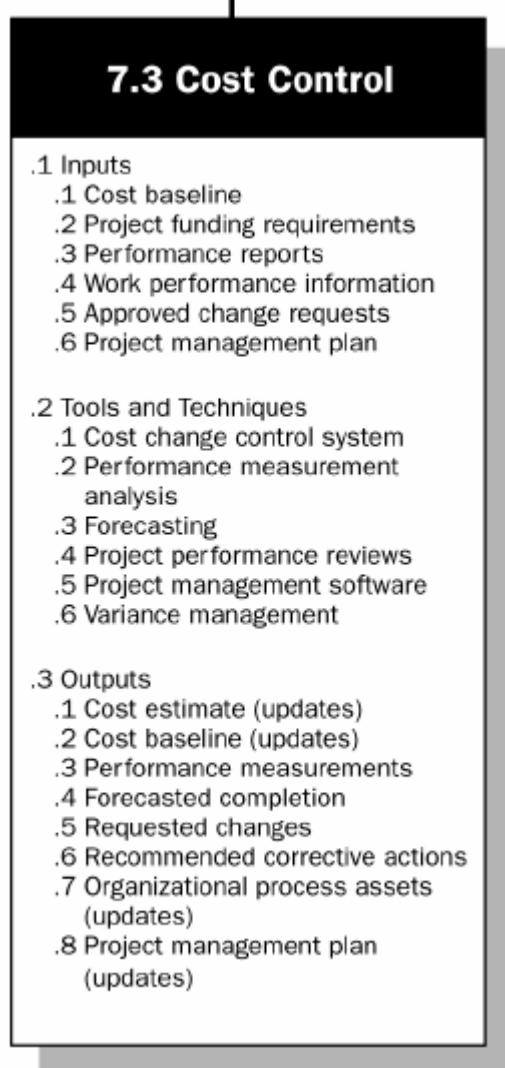 7.3 Cost Control
.1 Inputs
.1 Cost baseline
.2 Project funding requirements
.3 Performance reports
.4 Work performance information
.5 Approved change requests
.6 Project management plan
.2 Tools and Techniques
.1 Cost change control system
.2 Performance measurement
analysis
.3 Forecasting
.4 Project performance reviews
.5 Project management software
.6 Variance management
.3 Outputs
.1 Cost estimate (updates)
.2 Cost baseline (updates)
.3 Performance measurements
.4 Forecasted completion
.5 Requested changes
.6 Recommended corrective actions
.7 Organizational process assets
(updates)
.8 Project management plan
(updates)